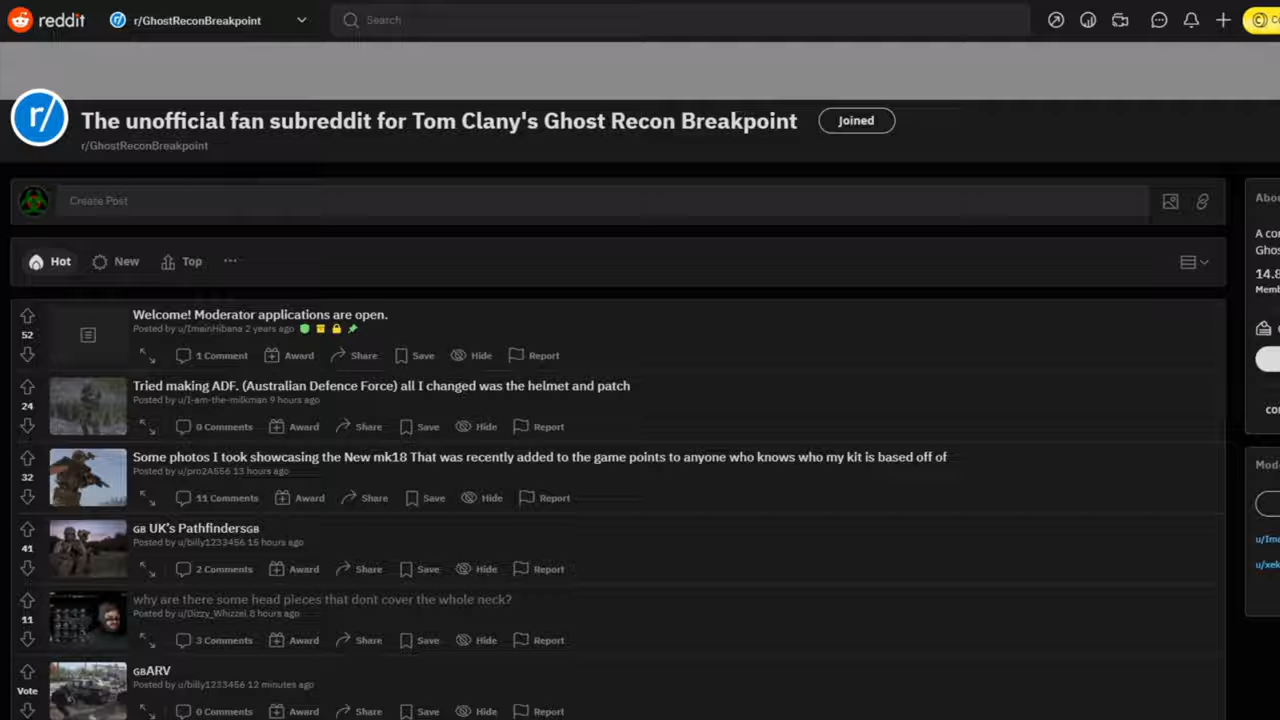 reddit r/GhostReconBreakpoint Search
r/ The unofficial fan subreddit for Tom Clany's Ghost Recon Breakpoint Joined
r/GhostReconBreakpoint
Create Post
Hot New Top
Welcome! Moderator applications are open.
Posted by u/ImainHibana 2 years ago
52
1 Comment Award Share Save Hide Report
Tried making ADF. (Australian Defence Force) all I changed was the helmet and patch
Posted by u/I-am-the-milkman 9 hours ago
24
0 Comments Award Share Save Hide Report
Some photos I took showcasing the New mk18 That was recently added to the game points to anyone who knows who my kit is based off of
Posted by u/pro2A556 13 hours ago
32
11 Comments Award Share Save Hide Report
GB UK's PathfindersGB
Posted by u/billy1233456 15 hours ago
41
2 Comments Award Share Save Hide Report
why are there some head pieces that dont cover the whole neck?
Posted by u/Dizzy_Whizzel 8 hours ago
11
3 Comments Award Share Save Hide Report
GBARV
Posted by u/billy1233456 12 minutes ago
Vote
0 Comments Award Share Save Hide Report
Abou
A co
Ghos
14.8
Memb
co
Mod
u/Ima
u/xek